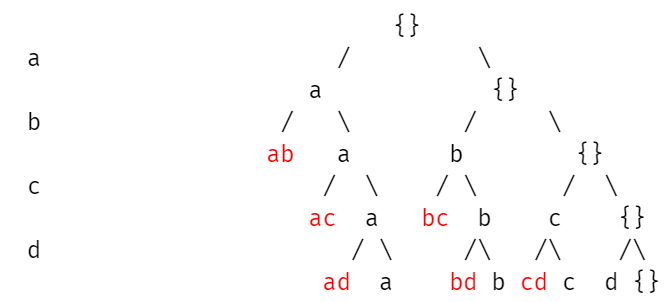 {}
a / \
a {}
b / \ / \
ab a b {}
c / \ / \ / \
ac a bc b c {}
d / \ / \ / \ / \
ad a bd b cd c d {}